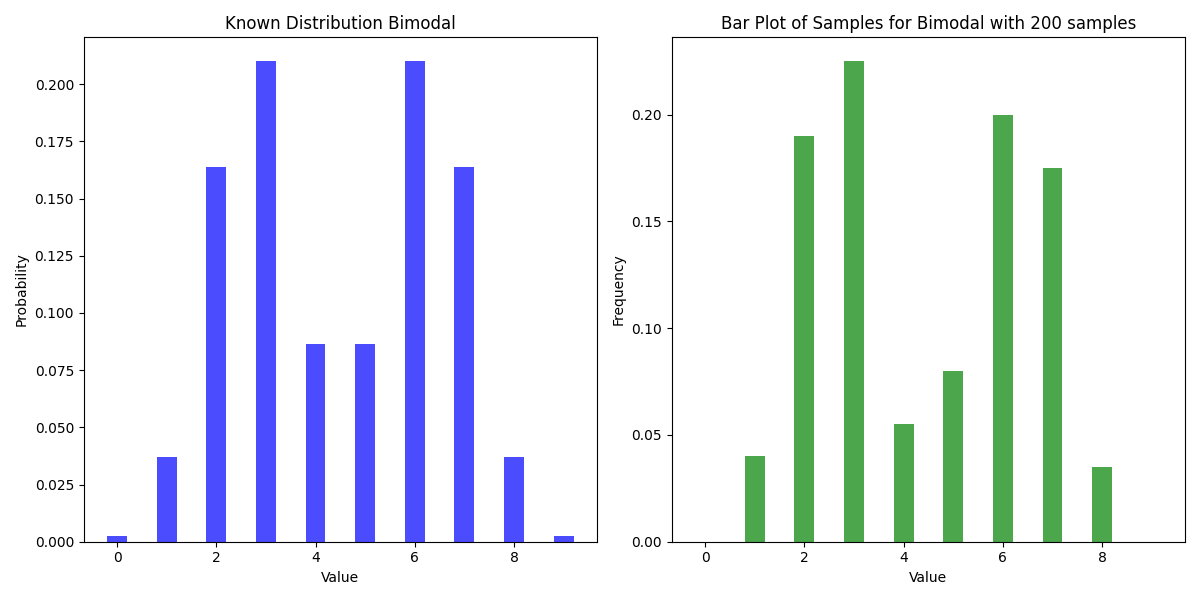 Known Distribution Bimodal
Probability
0.200
0.175
0.150
0.125
0.100
0.075
0.050
0.025
0.000
0 2 4 6 8
Value
Bar Plot of Samples for Bimodal with 200 samples
Frequency
0.20
0.15
0.10
0.05
0.00
0 2 4 6 8
Value